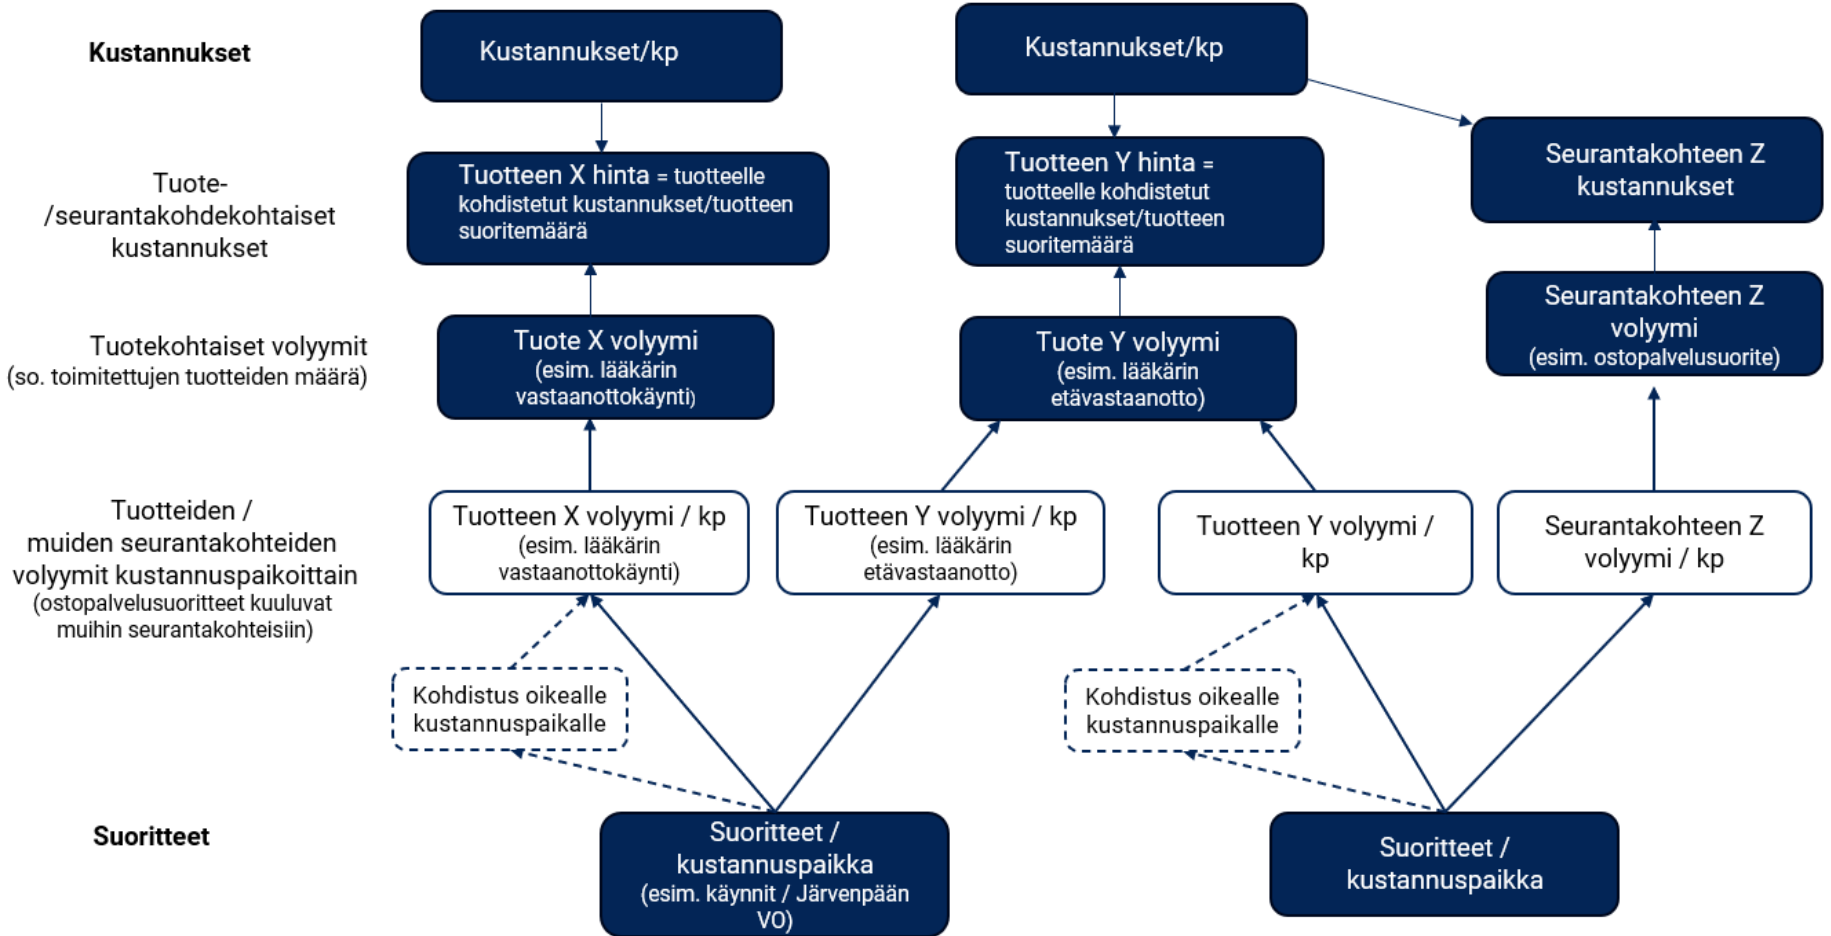 Kustannukset
Kustannukset/kp
Kustannukset/kp
Tuote-
/seurantakohdekohtaiset
kustannukset
Tuotteen X hinta = tuotteelle
kohdistetut kustannukset/tuotteen
suoritemäärä
Tuotteen Y hinta =
tuotteelle kohdistetut
kustannukset/tuotteen
suoritemäärä
Seurantakohteen Z
kustannukset
Tuotekohtaiset volyymit
(so. toimitettujen tuotteiden määrä)
Tuote X volyymi
(esim. lääkärin
vastaanottokäynti)
Tuote Y volyymi
(esim. lääkärin
etävastaanotto)
Seurantakohteen Z
volyymi
(esim. ostopalvelusuorite)
Tuotteiden /
muiden seurantakohteiden
volyymit kustannuspaikoittain
(ostopalvelusuoritteet kuuluvat
muihin seurantakohteisiin)
Tuotteen X volyymi / kp
(esim. lääkärin
vastaanottokäynti)
Tuotteen Y volyymi / kp
(esim. lääkärin
etävastaanotto)
Tuotteen Y volyymi /
kp
Seurantakohteen Z
volyymi / kp
Kohdistus oikealle
kustannuspaikalle
Kohdistus oikealle
kustannuspaikalle
Suoritteet
Suoritteet /
kustannuspaikka
(esim. käynnit / Järvenpään
VO)
Suoritteet /
kustannuspaikka